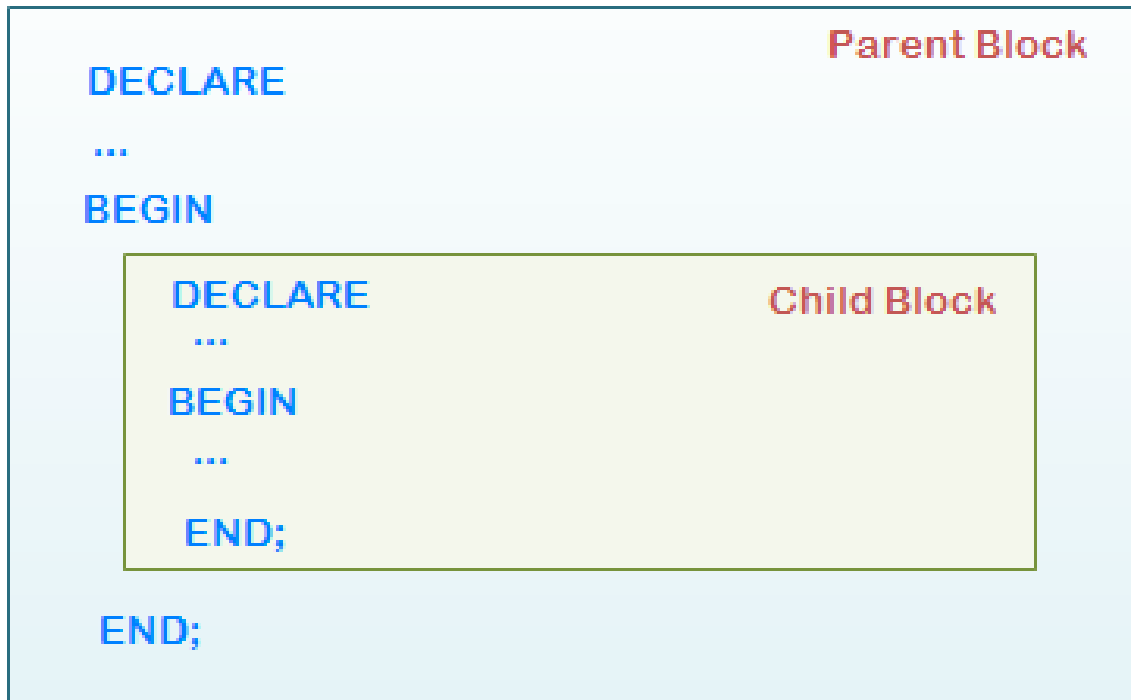 Parent Block
DECLARE
...
BEGIN
DECLARE
Child Block
...
BEGIN
...
END;
END;